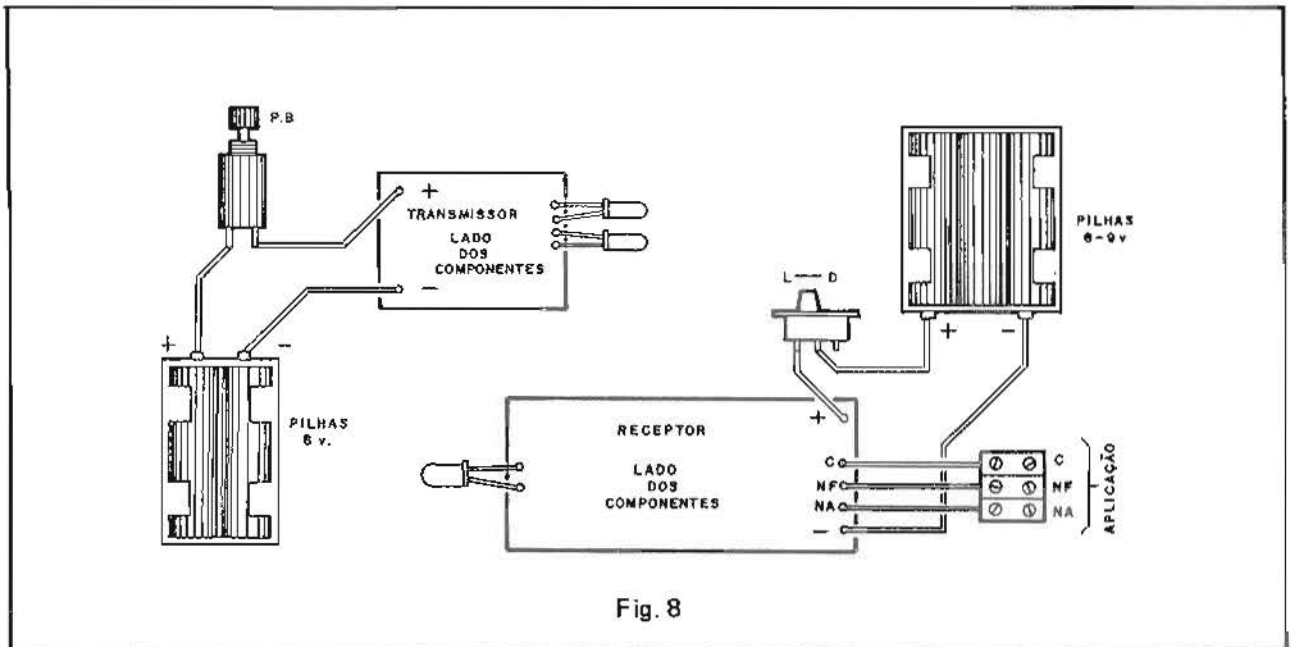 P.B
+
TRANSMISSOR
LADO
DOS
COMPONENTES
-
+
-
PILHAS
6 v.
PILHAS
6-9v
L — D
+
-
RECEPTOR
LADO
DOS
COMPONENTES
+
C
NF
NA
-
C
NF
NA
APLICAÇÃO
Fig. 8